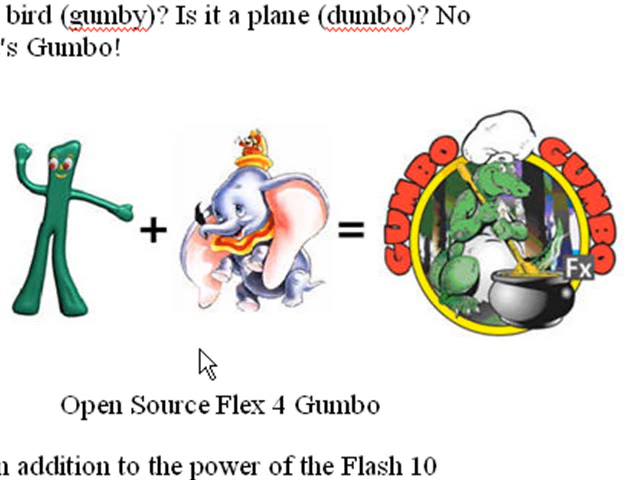 bird (gumby)? Is it a plane (dumbo)? No
's Gumbo!
+ =
GUMBO GUMBO
Fx
Open Source Flex 4 Gumbo
n addition to the power of the Flash 10